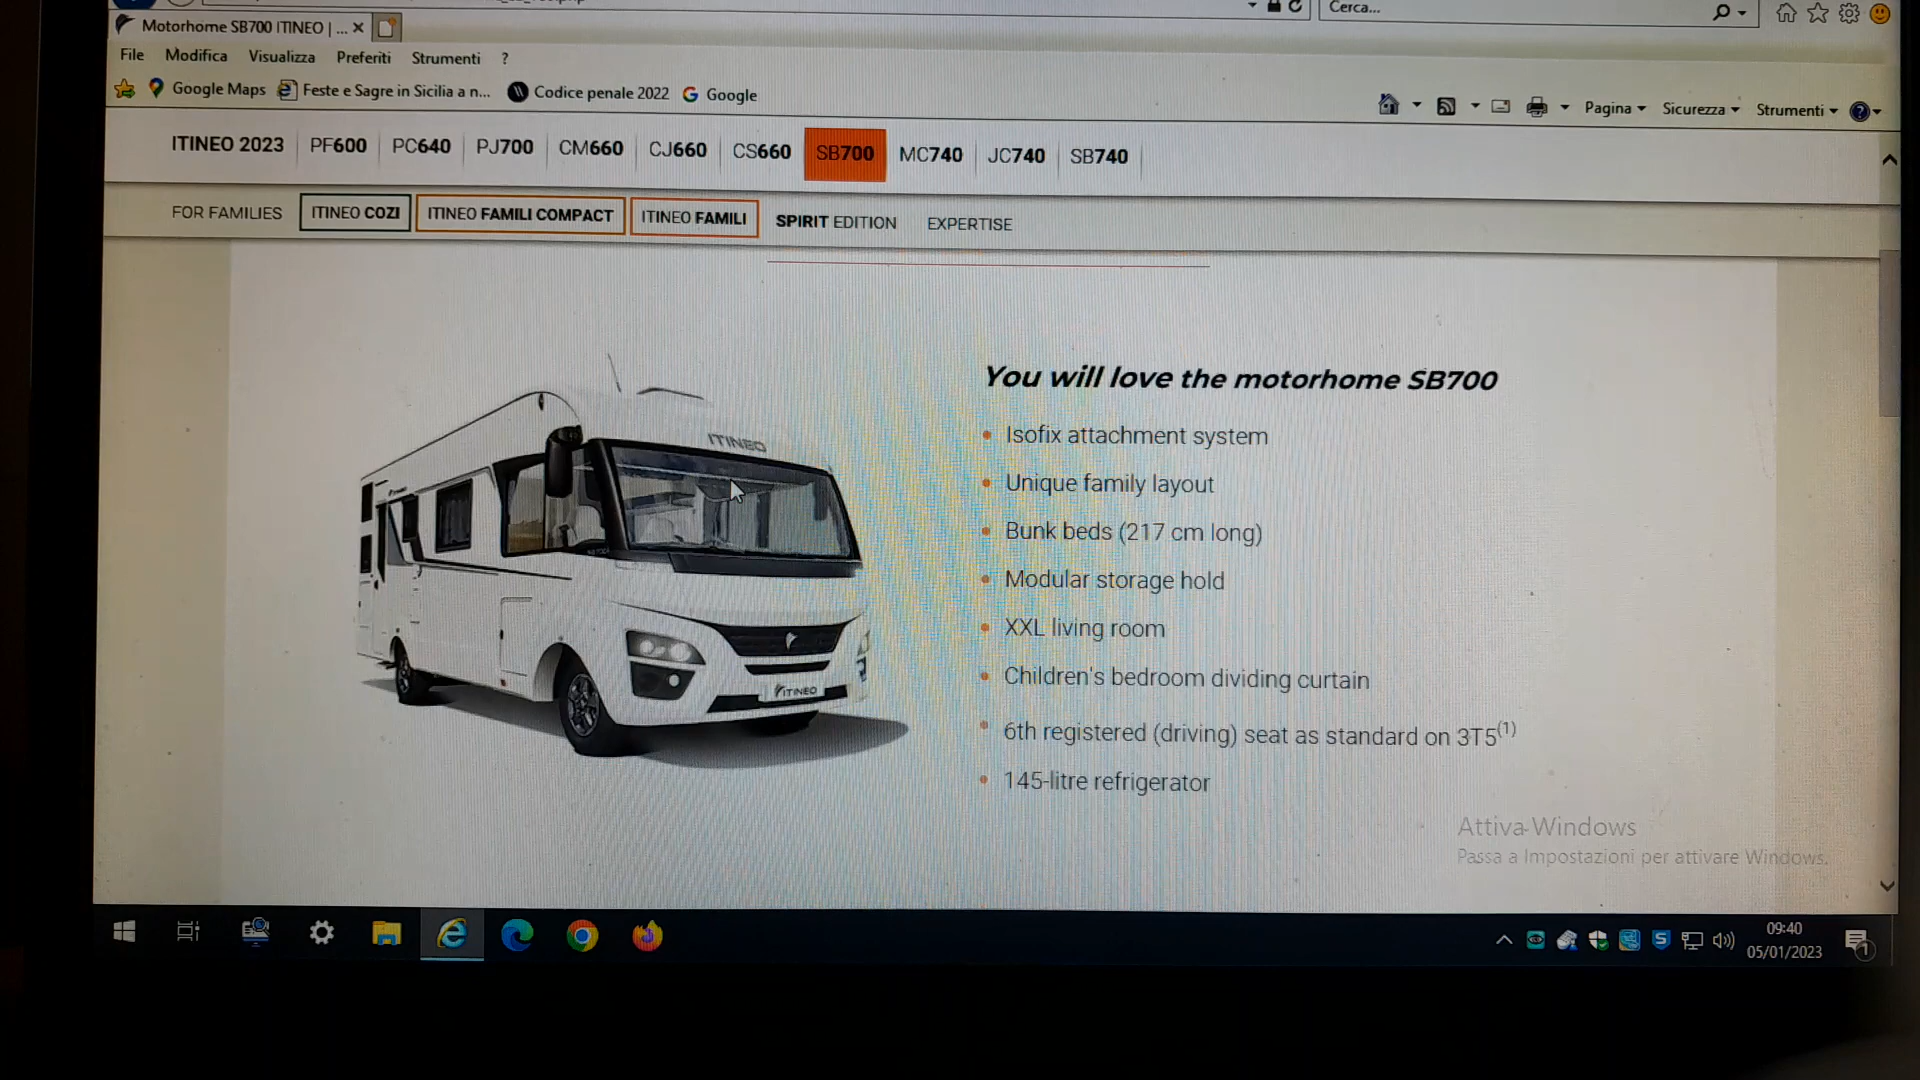 Motorhome SB700 ITINEO | ...
Cerca...
File Modifica Visualizza Preferiti Strumenti ?
Google Maps Feste e Sagre in Sicilia a n... Codice penale 2022 Google
Pagina Sicurezza Strumenti
ITINEO 2023 PF600 PC640 PJ700 CM660 CJ660 CS660 SB700 MC740 JC740 SB740
FOR FAMILIES ITINEO COZI ITINEO FAMILI COMPACT ITINEO FAMILI SPIRIT EDITION EXPERTISE
You will love the motorhome SB700
ITINEO
• Isofix attachment system
• Unique family layout
• Bunk beds (217 cm long)
• Modular storage hold
• XXL living room
• Children's bedroom dividing curtain
ITINEO
• 6th registered (driving) seat as standard on 3T5(1)
• 145-litre refrigerator
Attiva Windows
Passa a Impostazioni per attivare Windows.
09:40
05/01/2023
1